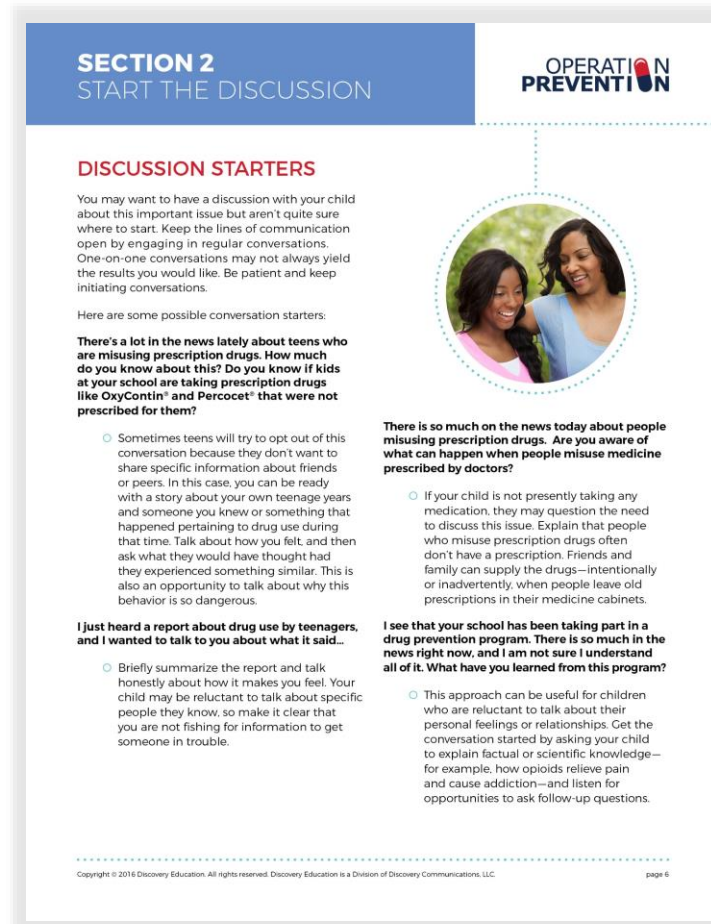 SECTION 2
START THE DISCUSSION
OPERATION
PREVENTION
DISCUSSION STARTERS
You may want to have a discussion with your child
about this important issue but aren't quite sure
where to start. Keep the lines of communication
open by engaging in regular conversations.
One-on-one conversations may not always yield
the results you would like. Be patient and keep
initiating conversations.
Here are some possible conversation starters:
There's a lot in the news lately about teens who
are misusing prescription drugs. How much
do you know about this? Do you know if kids
at your school are taking prescription drugs
like OxyContin® and Percocet® that were not
prescribed for them?
Sometimes teens will try to opt out of this
conversation because they don't want to
share specific information about friends
or peers. In this case, you can be ready
with a story about your own teenage years
and someone you knew or something that
happened pertaining to drug use during
that time. Talk about how you felt, and then
ask what they would have thought had
they experienced something similar. This is
also an opportunity to talk about why this
behavior is so dangerous.
I just heard a report about drug use by teenagers,
and I wanted to talk to you about what it said...
Briefly summarize the report and talk
honestly about how it makes you feel. Your
child may be reluctant to talk about specific
people they know, so make it clear that
you are not fishing for information to get
someone in trouble.
There is so much on the news today about people
misusing prescription drugs. Are you aware of
what can happen when people misuse medicine
prescribed by doctors?
If your child is not presently taking any
medication, they may question the need
to discuss this issue. Explain that people
who misuse prescription drugs often
don't have a prescription. Friends and
family can supply the drugs—intentionally
or inadvertently, when people leave old
prescriptions in their medicine cabinets.
I see that your school has been taking part in a
drug prevention program. There is so much in the
news right now, and I am not sure I understand
all of it. What have you learned from this program?
This approach can be useful for children
who are reluctant to talk about their
personal feelings or relationships. Get the
conversation started by asking your child
to explain factual or scientific knowledge—
for example, how opioids relieve pain
and cause addiction—and listen for
opportunities to ask follow-up questions.
Copyright © 2016 Discovery Education. All rights reserved. Discovery Education is a Division of Discovery Communications, LLC.
page 6